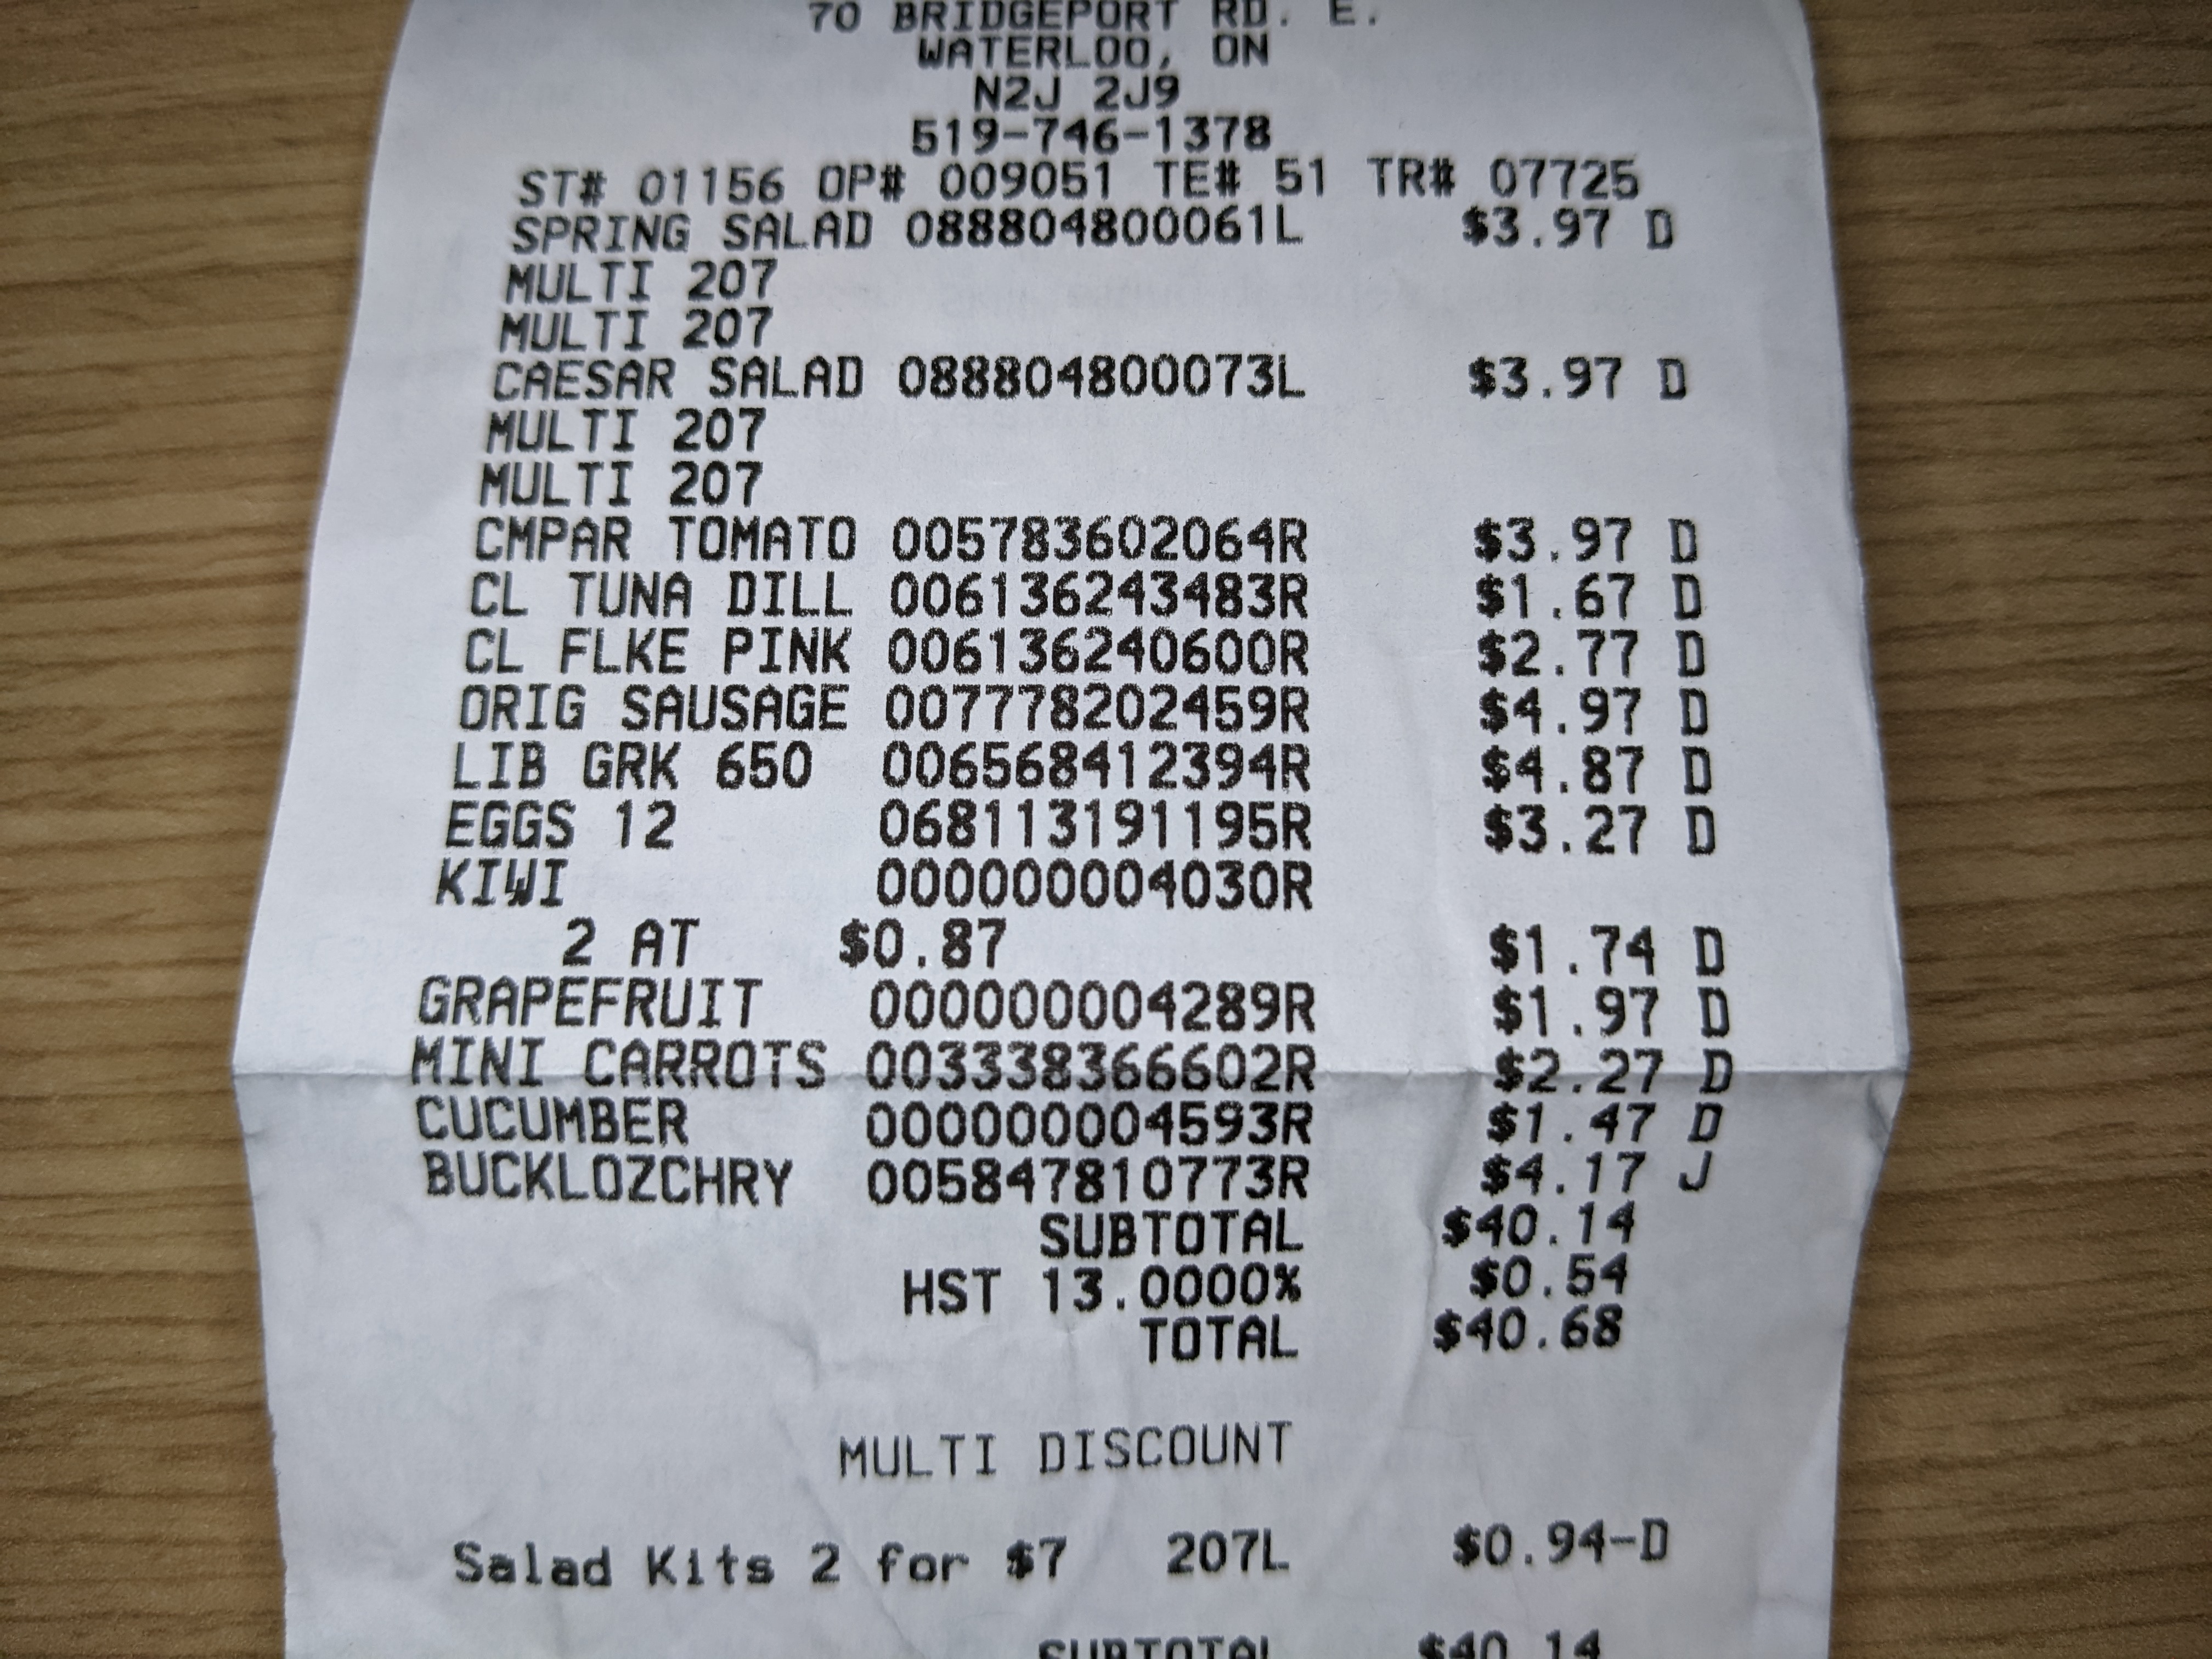 70 BRIDGEPORT RD. E.
WATERLOO, ON
N2J 2J9
519-746-1378
ST# 01156 OP# 009051 TE# 51 TR# 07725
SPRING SALAD 088804800061L $3.97 D
MULTI 207
MULTI 207
CAESAR SALAD 088804800073L $3.97 D
MULTI 207
MULTI 207
CMPAR TOMATO 005783602064R $3.97 D
CL TUNA DILL 006136243483R $1.67 D
CL FLKE PINK 006136240600R $2.77 D
ORIG SAUSAGE 007778202459R $4.97 D
LIB GRK 650 006568412394R $4.87 D
EGGS 12 068113191195R $3.27 D
KIWI 000000004030R
2 AT $0.87 $1.74 D
GRAPEFRUIT 000000004289R $1.97 D
MINI CARROTS 003338366602R $2.27 D
CUCUMBER 000000004593R $1.47 D
BUCKLOZCHRY 005847810773R $4.17 J
SUBTOTAL $40.14
HST 13.0000% $0.54
TOTAL $40.68
MULTI DISCOUNT
Salad Kits 2 for $7 207L $0.94-D
SUBTOTAL $40.14